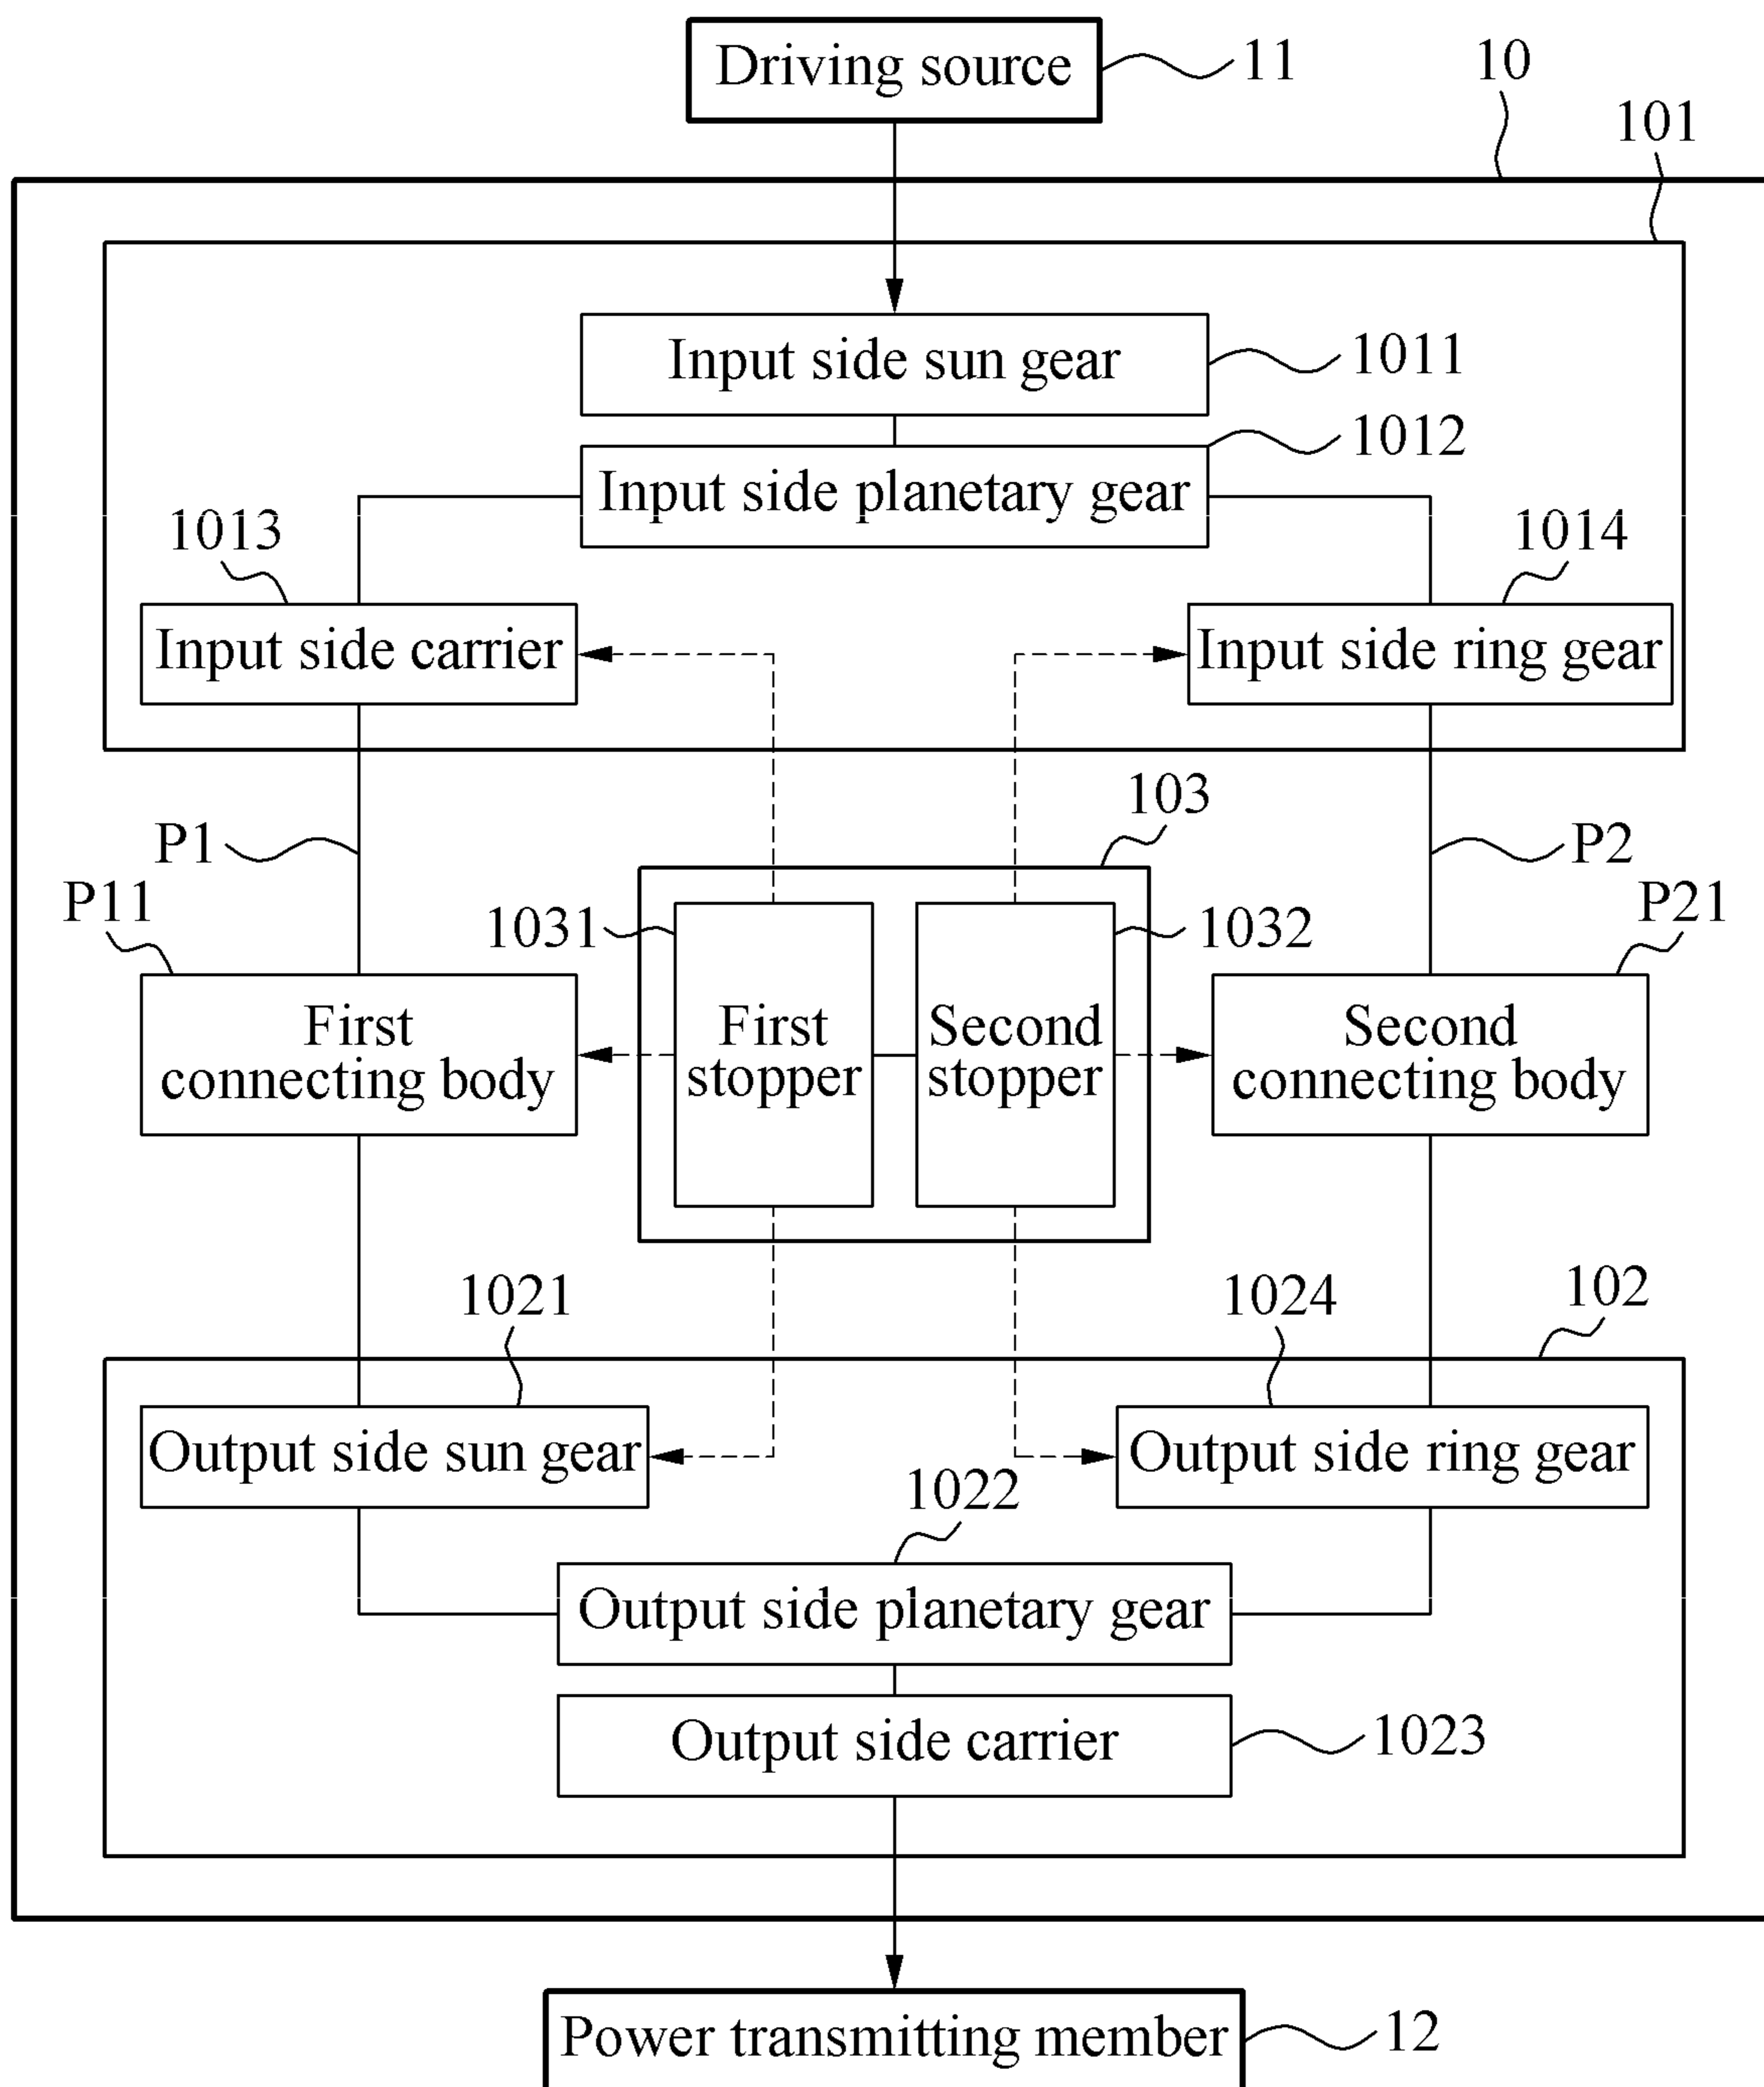 Driving source
11
10
101
Input side sun gear
1011
1012
Input side planetary gear
1013
1014
Input side carrier
Input side ring gear
103
P1
P2
P11
1031
1032
P21
First
connecting body
First
stopper
Second
stopper
Second
connecting body
1021
1024
102
Output side sun gear
Output side ring gear
1022
Output side planetary gear
Output side carrier
1023
Power transmitting member
12